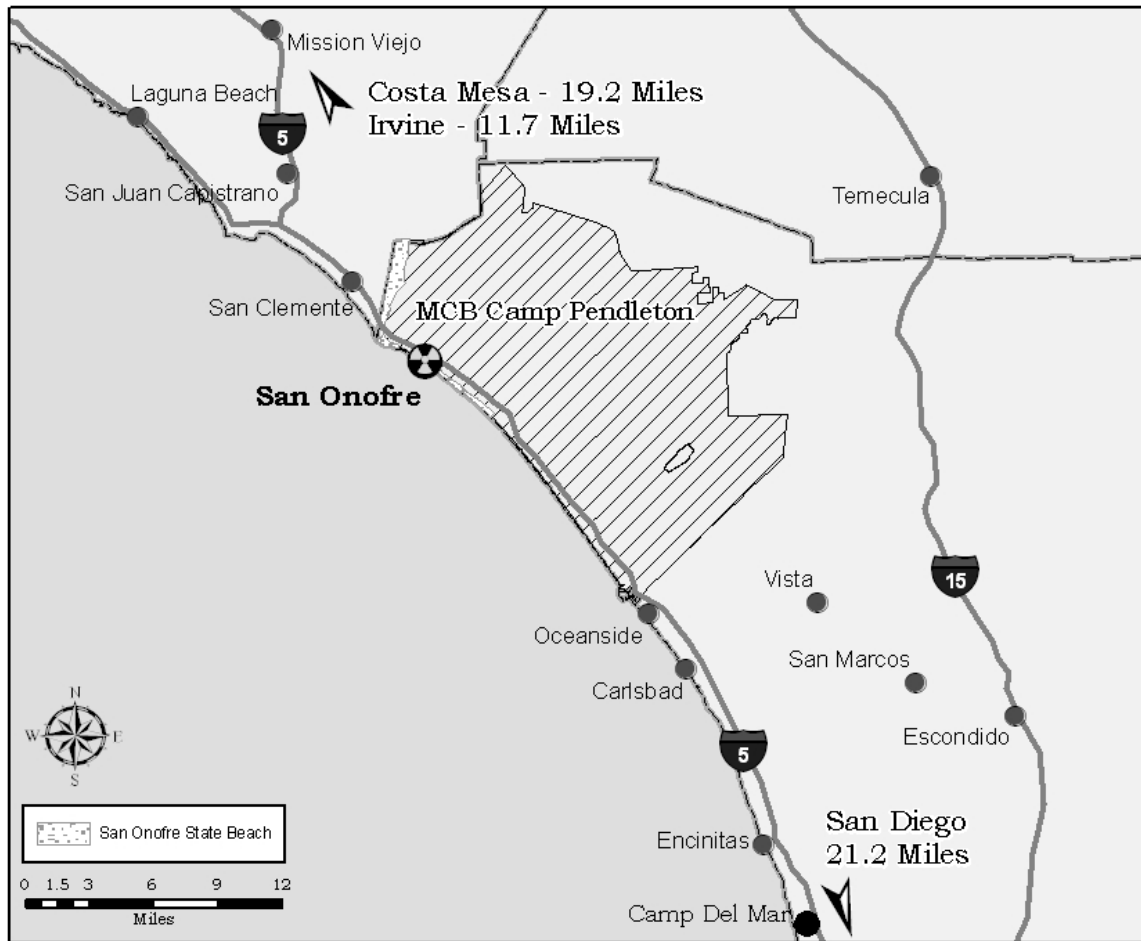 Mission Viejo
Laguna Beach
Costa Mesa - 19.2 Miles
Irvine - 11.7 Miles
5
San Juan Capistrano
Temecula
San Clemente
MCB Camp Pendleton
San Onofre
15
Vista
Oceanside
San Marcos
Carlsbad
Escondido
N
W E
S
5
San Onofre State Beach
San Diego
21.2 Miles
Encinitas
0 1.5 3 6 9 12
Miles
Camp Del Mar